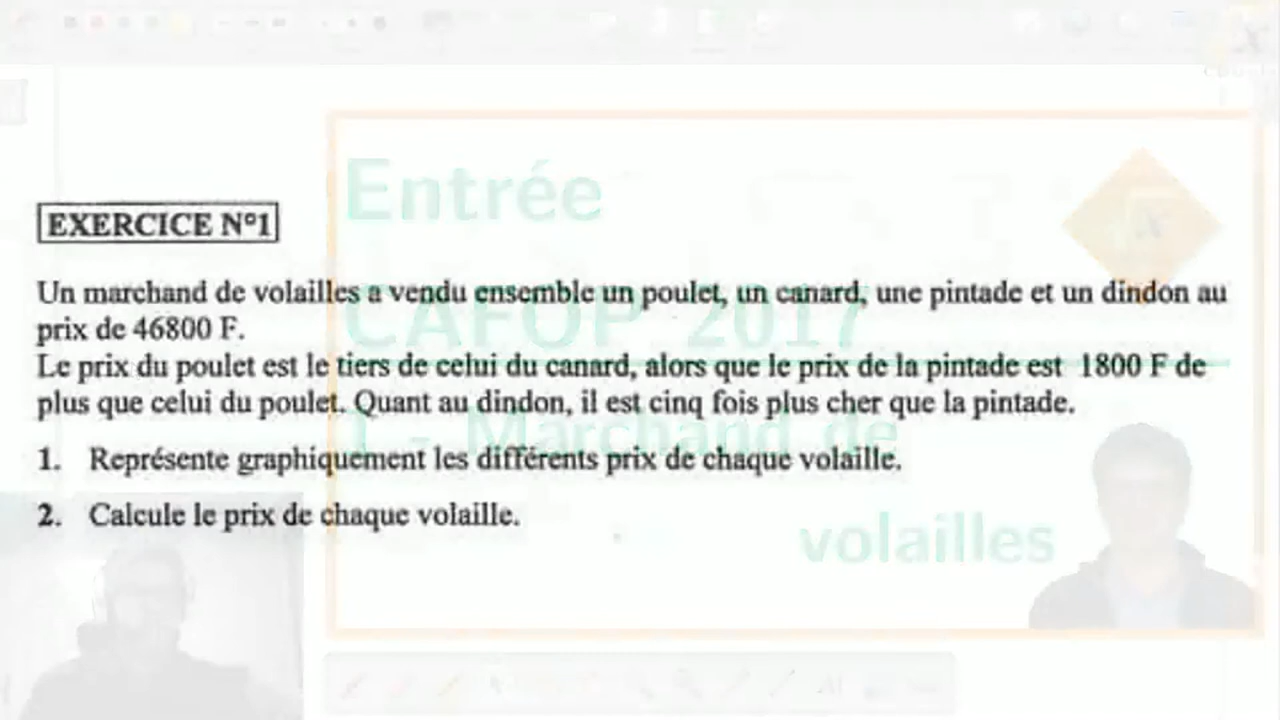 Entrée
EXERCICE N°1
Un marchand de volailles a vendu ensemble un poulet, un canard, une pintade et un dindon au
prix de 46800 F.
CAFOP 2017
Le prix du poulet est le tiers de celui du canard, alors que le prix de la pintade est 1800 F de
plus que celui du poulet. Quant au dindon, il est cinq fois plus cher que la pintade.
1 - Marchand de
1. Représente graphiquement les différents prix de chaque volaille.
2. Calcule le prix de chaque volaille.
volailles